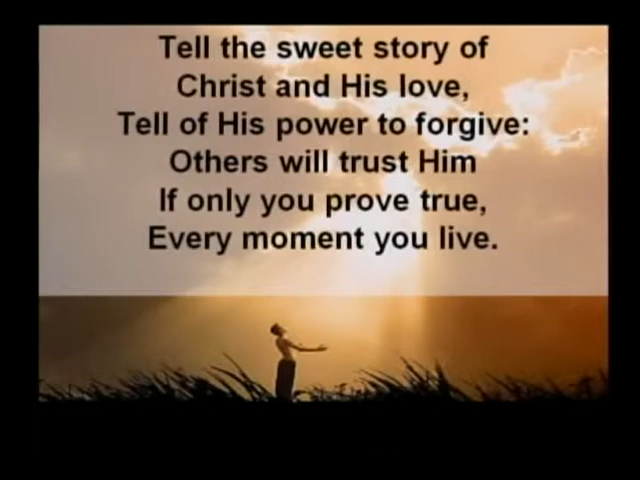 Tell the sweet story of
Christ and His love,
Tell of His power to forgive:
Others will trust Him
If only you prove true,
Every moment you live.